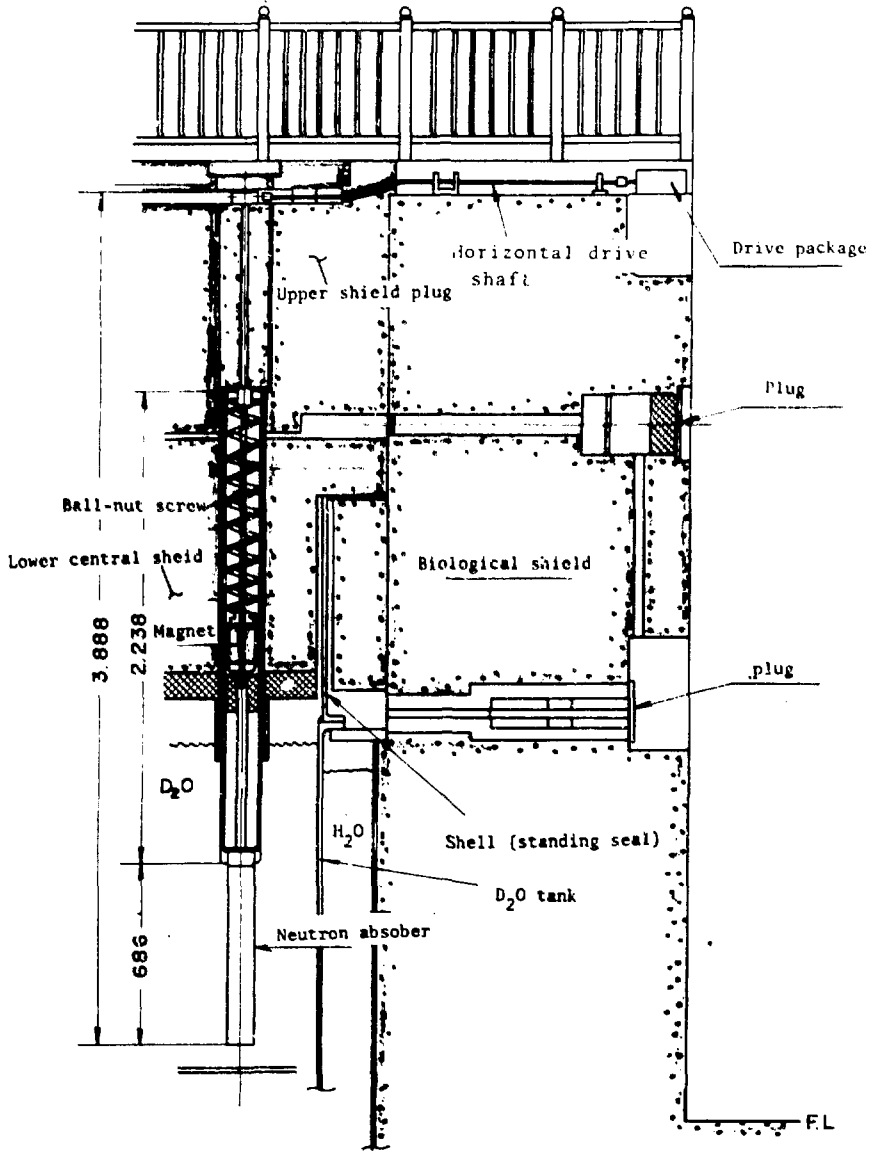 Horizontal drive
shaft
Drive package
Upper shield plug
Plug
Ball-nut screw
Lower central sheid
Biological shield
3.888
2.238
Magnet
plug
D₂O
H₂O
Shell (standing seal)
D₂O tank
Neutron absober
686
F.L